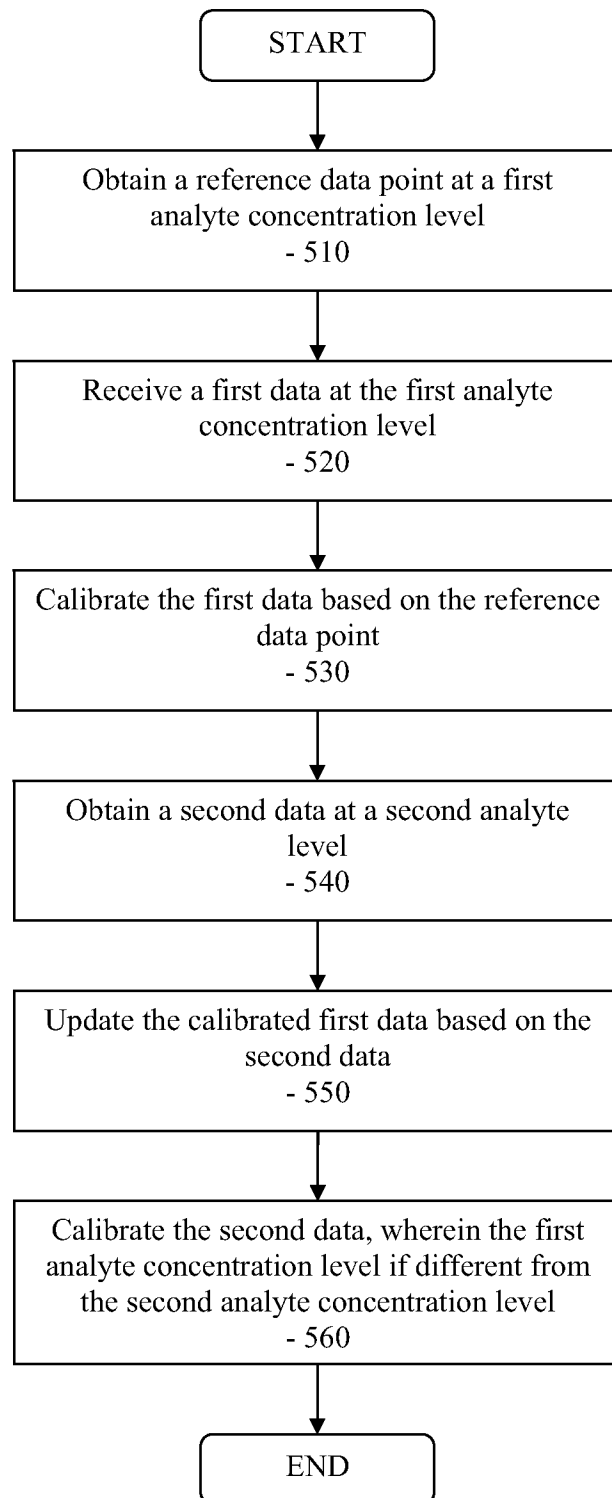 START
Obtain a reference data point at a first
analyte concentration level
- 510
Receive a first data at the first analyte
concentration level
- 520
Calibrate the first data based on the reference
data point
- 530
Obtain a second data at a second analyte
level
- 540
Update the calibrated first data based on the
second data
- 550
Calibrate the second data, wherein the first
analyte concentration level if different from
the second analyte concentration level
- 560
END